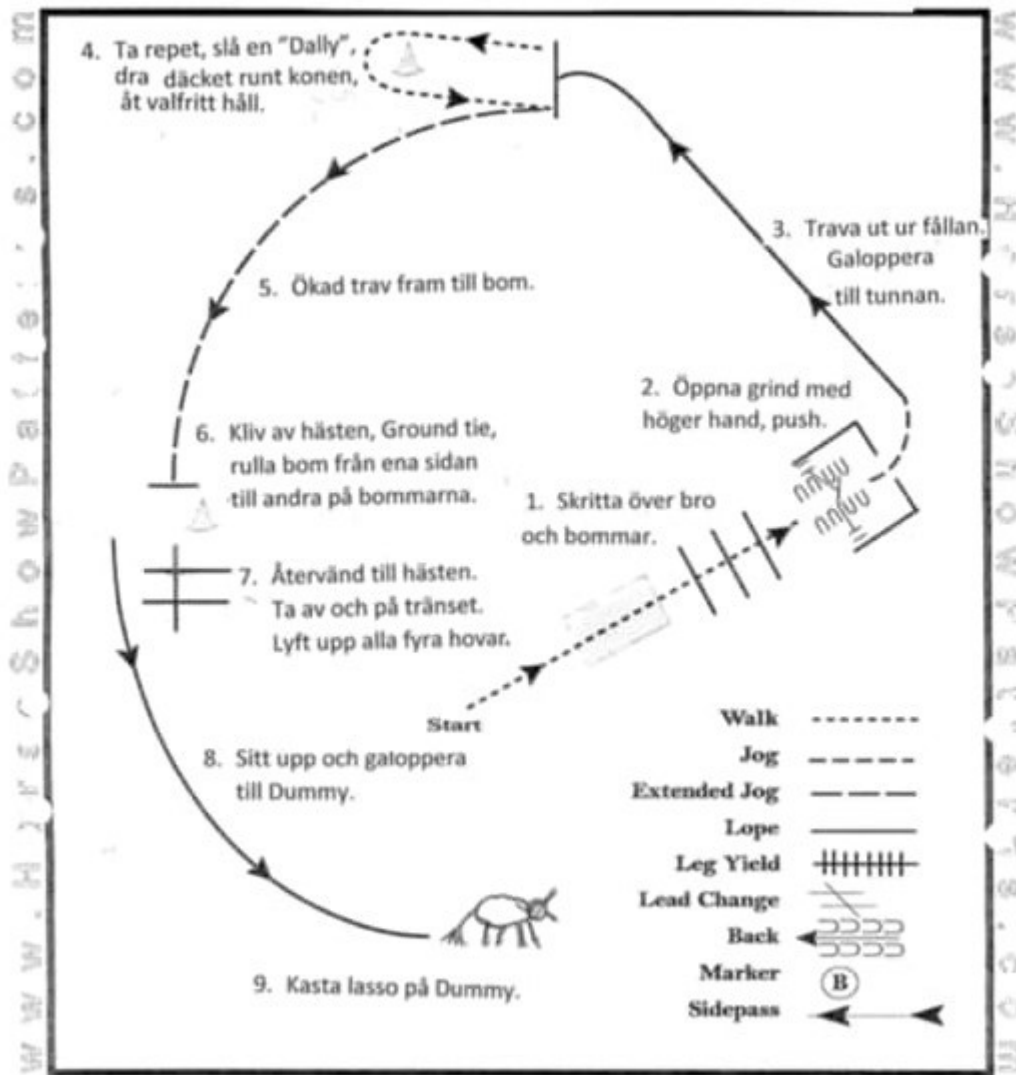 4. Ta repet, slå en "Dally",
dra däcket runt konen,
åt valfritt håll.
3. Trava ut ur fållan.
Galoppera
till tunnan.
5. Ökad trav fram till bom.
2. Öppna grind med
höger hand, push.
6. Kliv av hästen, Ground tie,
rulla bom från ena sidan
till andra på bommarna.
1. Skritta över bro
och bommar.
7. Återvänd till hästen.
Ta av och på tränset.
Lyft upp alla fyra hovar.
Start
8. Sitt upp och galoppera
till Dummy.
9. Kasta lasso på Dummy.
Walk
Jog
Extended Jog
Lope
Leg Yield
Lead Change
Back
Marker B
Sidepass